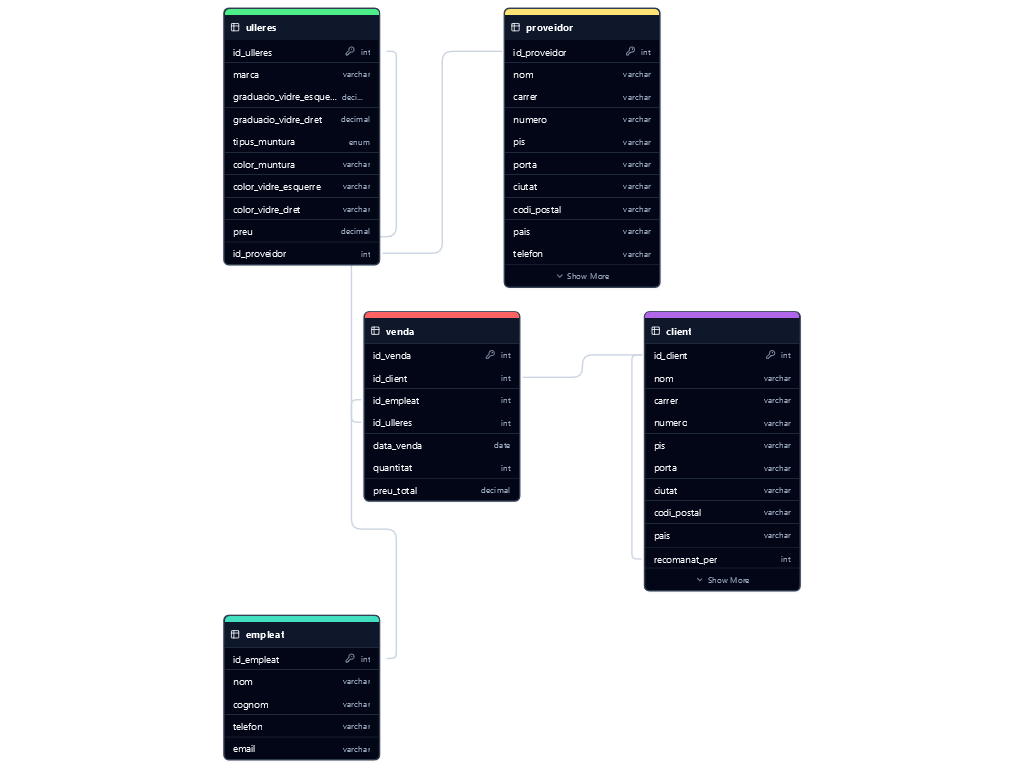 ulleres
id_ulleres int
marca varchar
graduacio_vidre_esque... deci...
graduacio_vidre_dret decimal
tipus_muntura enum
color_muntura varchar
color_vidre_esquerre varchar
color_vidre_dret varchar
preu decimal
id_proveidor int
proveidor
id_proveidor int
nom varchar
carrer varchar
numero varchar
pis varchar
porta varchar
ciutat varchar
codi_postal varchar
pais varchar
telefon varchar
Show More
venda
id_venda int
id_client int
id_empleat int
id_ulleres int
data_venda date
quantitat int
preu_total decimal
client
id_client int
nom varchar
carrer varchar
numero varchar
pis varchar
porta varchar
ciutat varchar
codi_postal varchar
pais varchar
recomanat_per int
Show More
empleat
id_empleat int
nom varchar
cognom varchar
telefon varchar
email varchar